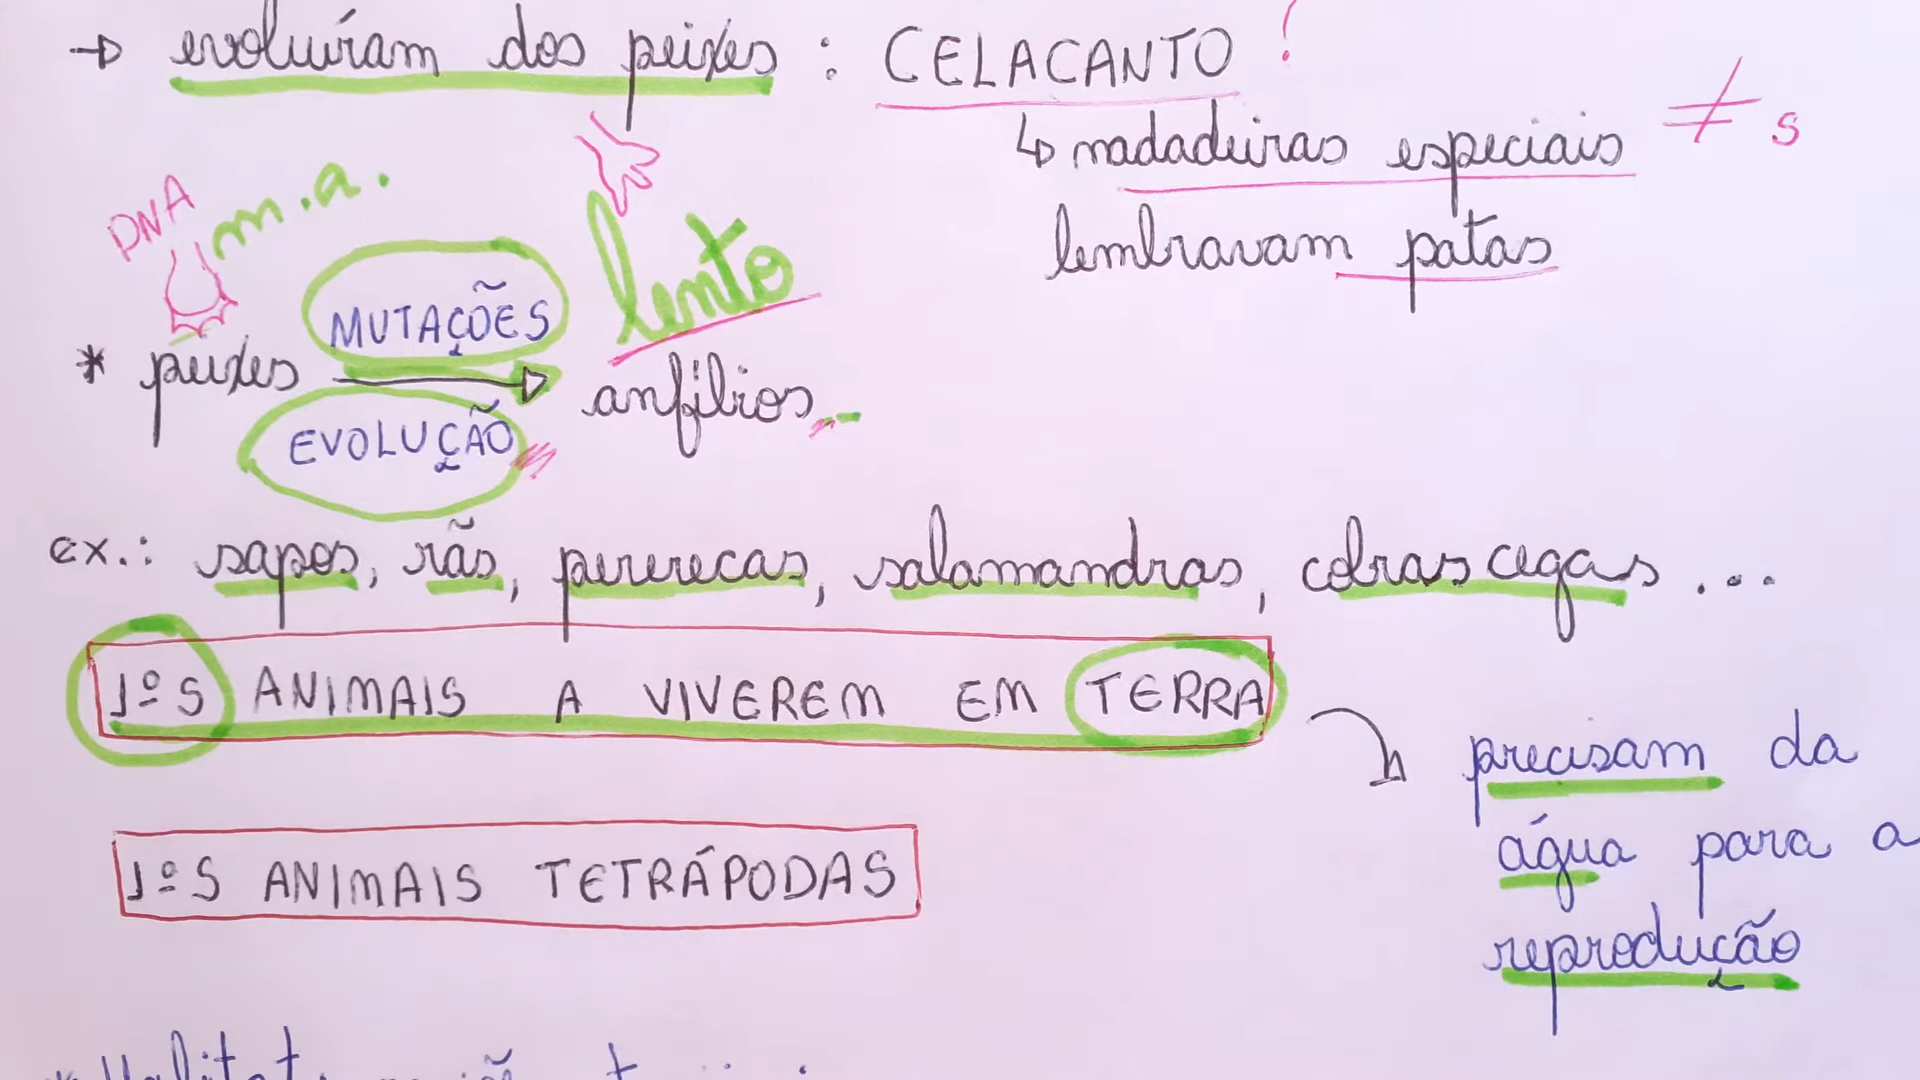 → evoluíram dos peixes : CELACANTO !
↳ nadadeiras especiais ≠s
lembravam patas
DNA m.a.
lento
MUTAÇÕES
* peixes → anfíbios
EVOLUÇÃO
ex.: sapos, rãs, pererecas, salamandras, cobras cegas ...
1ºS ANIMAIS A VIVEREM EM TERRA
precisam da
água para a
reprodução
1ºS ANIMAIS TETRÁPODAS
* Habitat: